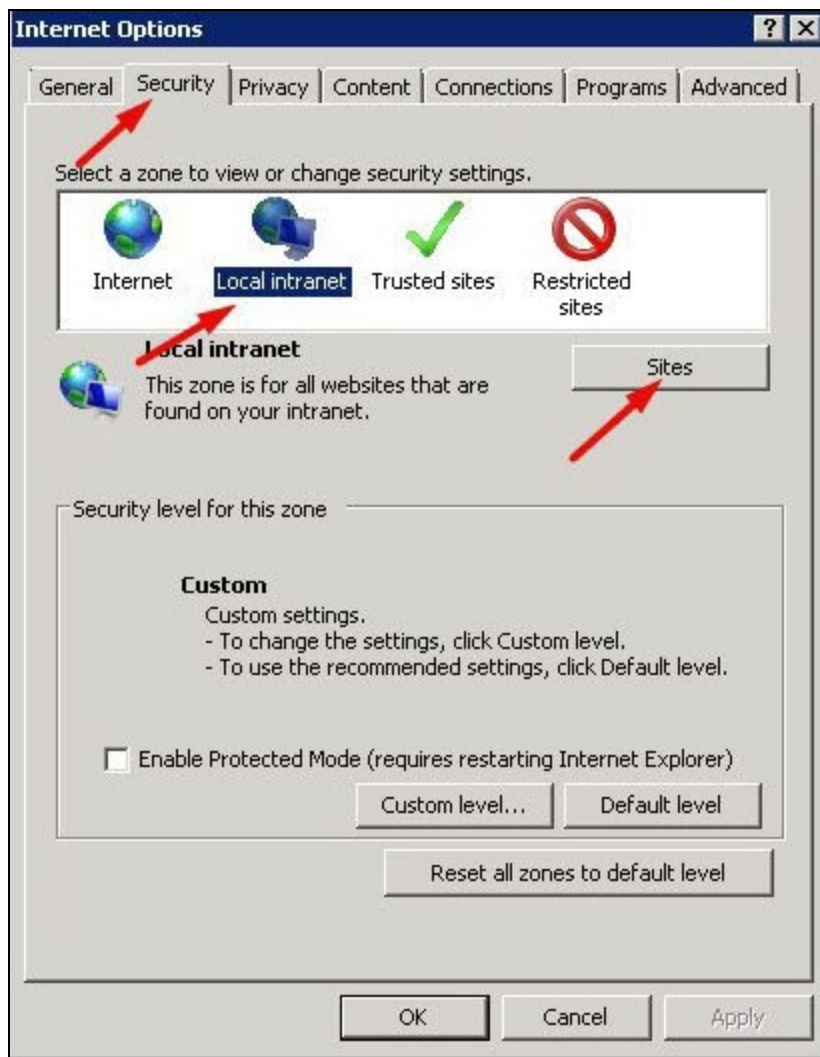 Internet Options
General Security Privacy Content Connections Programs Advanced
Select a zone to view or change security settings.
Internet Local intranet Trusted sites Restricted
sites
Local intranet
Sites
This zone is for all websites that are
found on your intranet.
Security level for this zone
Custom
Custom settings.
- To change the settings, click Custom level.
- To use the recommended settings, click Default level.
Enable Protected Mode (requires restarting Internet Explorer)
Custom level... Default level
Reset all zones to default level
OK Cancel Apply